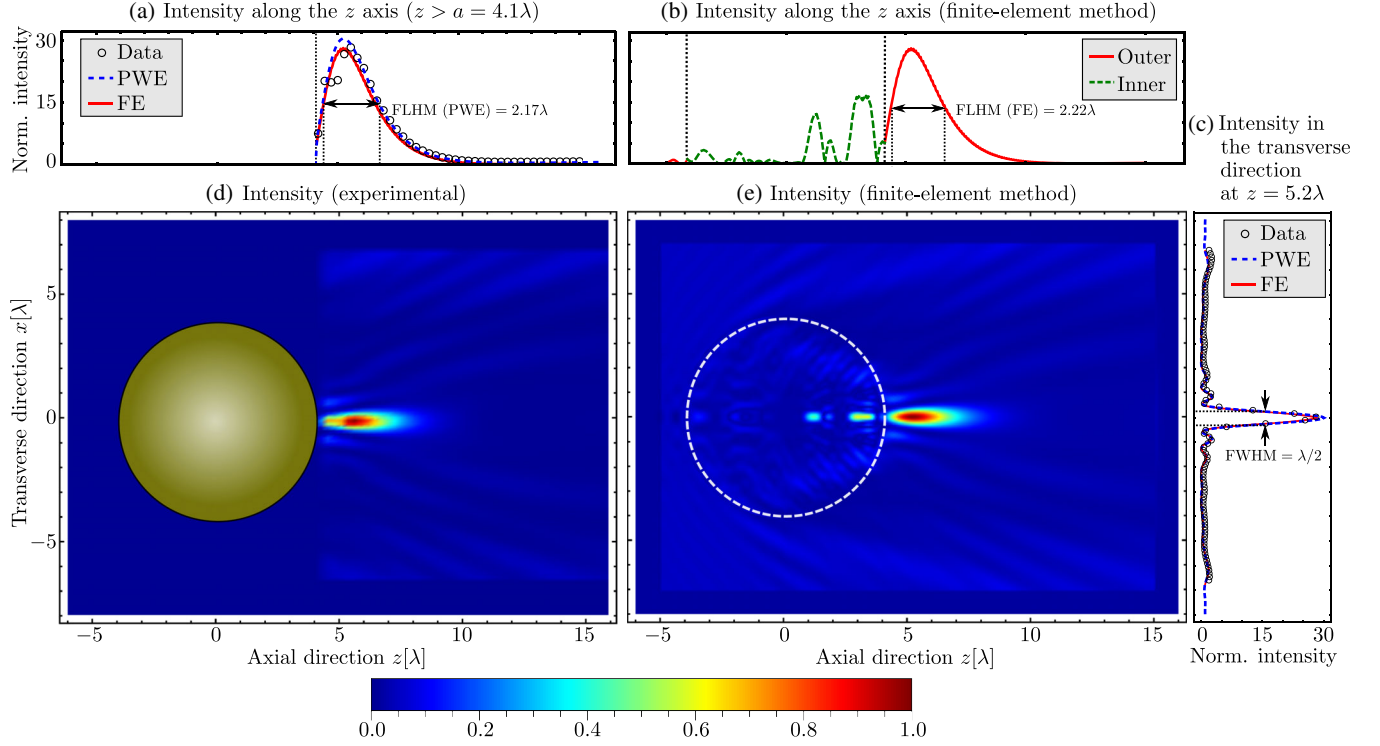 (a) Intensity along the z axis (z > a = 4.1λ)
Norm. intensity
30
15
0
Data
PWE
FE
FLHM (PWE) = 2.17λ
(b) Intensity along the z axis (finite-element method)
Outer
Inner
FLHM (FE) = 2.22λ
(c) Intensity in
the transverse
direction
at z = 5.2λ
(d) Intensity (experimental)
Transverse direction x[λ]
5
0
−5
−5 0 5 10 15
Axial direction z[λ]
(e) Intensity (finite-element method)
−5 0 5 10 15
Axial direction z[λ]
Data
PWE
FE
FWHM = λ/2
0 15 30
Norm. intensity
0.0 0.2 0.4 0.6 0.8 1.0